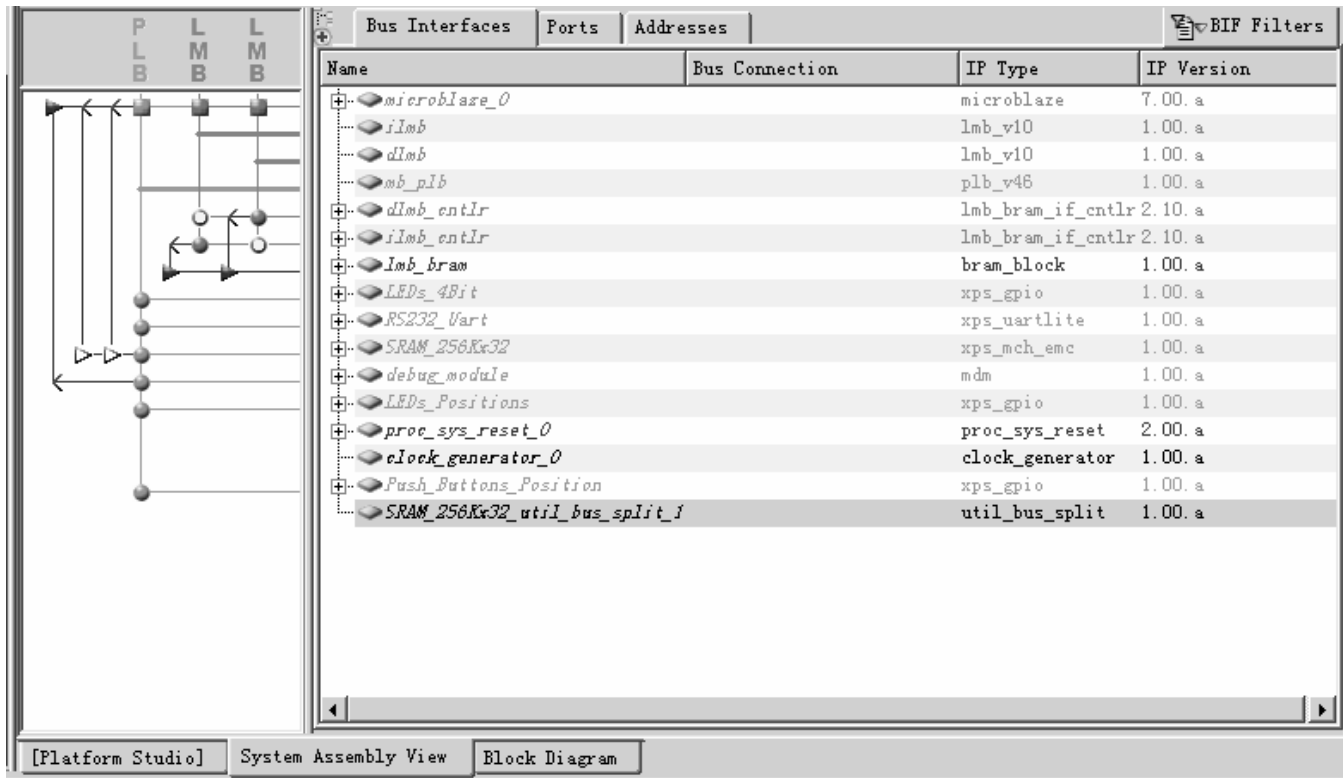 PLB LMB LMB
Bus Interfaces Ports Addresses BIF Filters
Name Bus Connection IP Type IP Version
microblaze_0 microblaze 7.00.a
ilmb lmb_v10 1.00.a
dlmb lmb_v10 1.00.a
mb_plb plb_v46 1.00.a
dlmb_cntlr lmb_bram_if_cntlr 2.10.a
ilmb_cntlr lmb_bram_if_cntlr 2.10.a
lmb_bram bram_block 1.00.a
LEDs_4Bit xps_gpio 1.00.a
RS232_Uart xps_uartlite 1.00.a
SRAM_256Kx32 xps_mch_emc 1.00.a
debug_module mdm 1.00.a
LEDs_Positions xps_gpio 1.00.a
proc_sys_reset_0 proc_sys_reset 2.00.a
clock_generator_0 clock_generator 1.00.a
Push_Buttons_Position xps_gpio 1.00.a
SRAM_256Kx32_util_bus_split_1 util_bus_split 1.00.a
[Platform Studio] System Assembly View Block Diagram